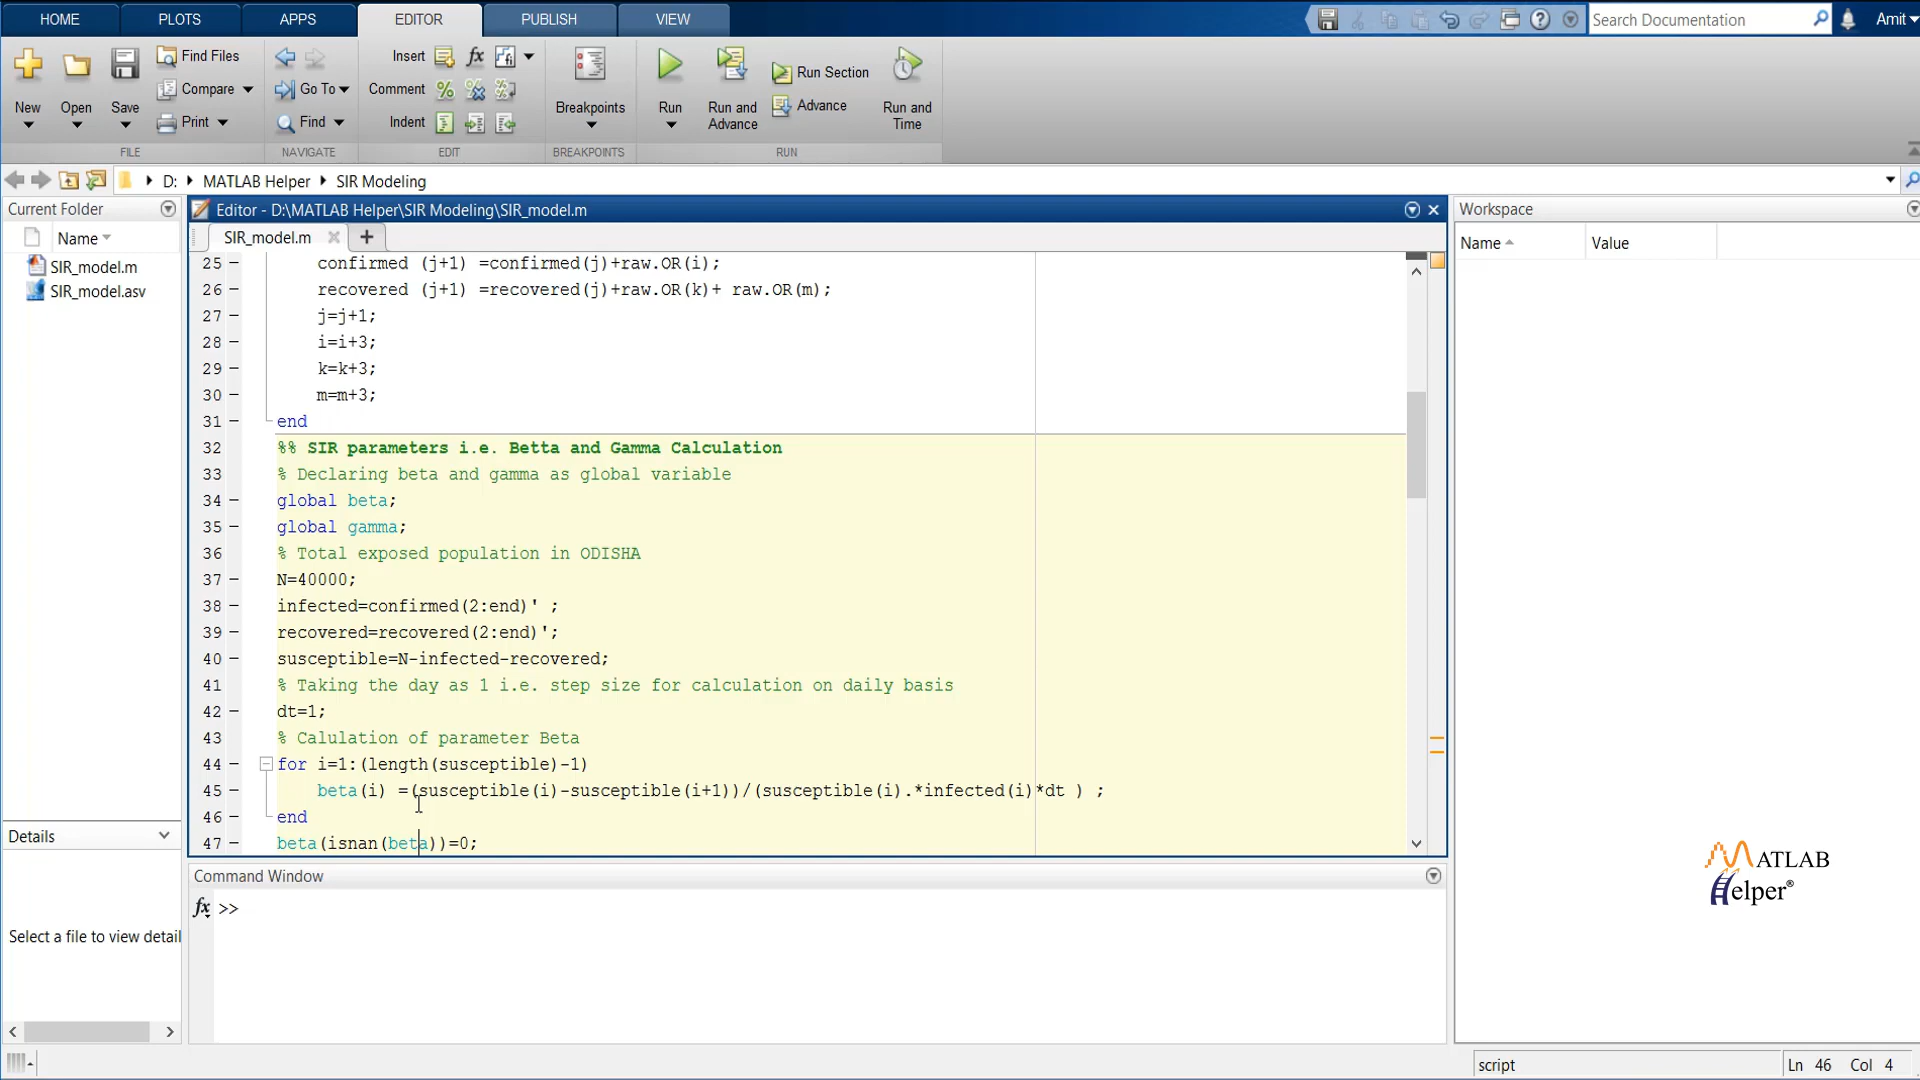 HOME PLOTS APPS EDITOR PUBLISH VIEW Search Documentation Amit
Find Files Insert fx Run Section
Compare Go To Comment
New Open Save Breakpoints Run Run and Advance Advance Run and Time
Print Find Indent
FILE NAVIGATE EDIT BREAKPOINTS RUN
D: MATLAB Helper SIR Modeling
Current Folder
Name
SIR_model.m
SIR_model.asv
Details
Select a file to view detail
Editor - D:\MATLAB Helper\SIR Modeling\SIR_model.m
SIR_model.m
25 confirmed (j+1) =confirmed(j)+raw.OR(i);
26 recovered (j+1) =recovered(j)+raw.OR(k)+ raw.OR(m);
27 j=j+1;
28 i=i+3;
29 k=k+3;
30 m=m+3;
31 end
32 %% SIR parameters i.e. Betta and Gamma Calculation
33 % Declaring beta and gamma as global variable
34 global beta;
35 global gamma;
36 % Total exposed population in ODISHA
37 N=40000;
38 infected=confirmed(2:end)' ;
39 recovered=recovered(2:end)';
40 susceptible=N-infected-recovered;
41 % Taking the day as 1 i.e. step size for calculation on daily basis
42 dt=1;
43 % Calulation of parameter Beta
44 for i=1:(length(susceptible)-1)
45 beta(i) =(susceptible(i)-susceptible(i+1))/(susceptible(i).*infected(i)*dt ) ;
46 end
47 beta(isnan(beta))=0;
Command Window
fx >>
Workspace
Name Value
MATLAB
Helper®
script Ln 46 Col 4